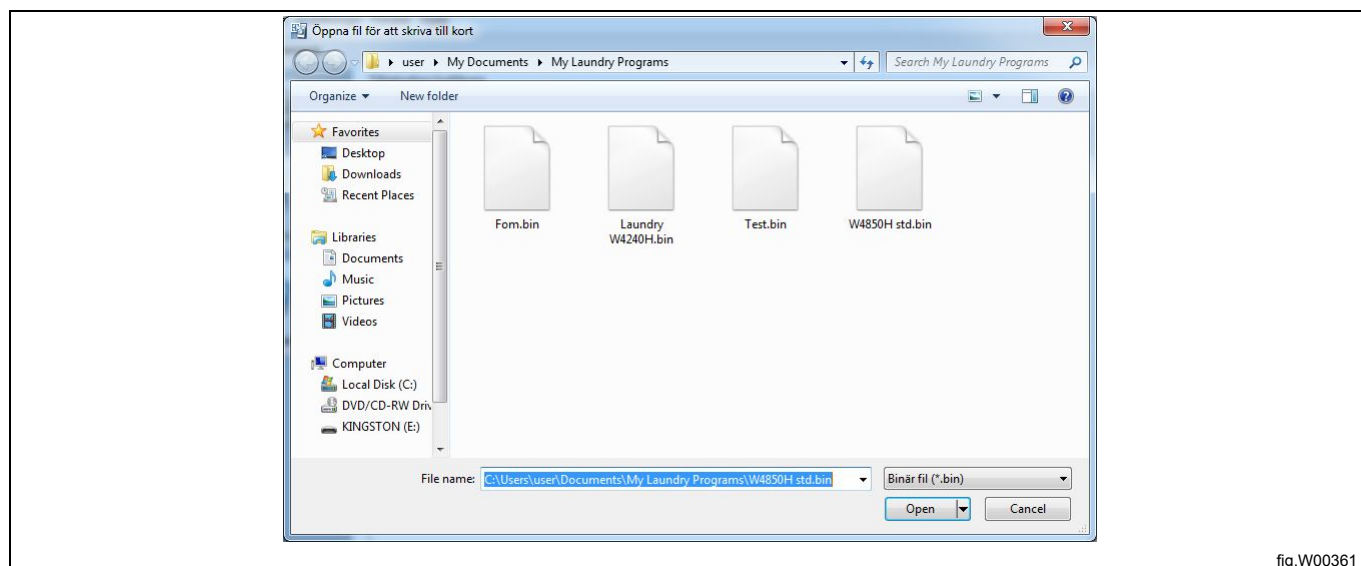 Öppna fil för att skriva till kort
user My Documents My Laundry Programs
Search My Laundry Programs
Organize New folder
Favorites
Desktop
Downloads
Recent Places
Libraries
Documents
Music
Pictures
Videos
Computer
Local Disk (C:)
DVD/CD-RW Driv
KINGSTON (E:)
Fom.bin
Laundry
W4240H.bin
Test.bin
W4850H std.bin
File name: C:\Users\user\Documents\My Laundry Programs\W4850H std.bin
Binär fil (*.bin)
Open Cancel
fig.W00361